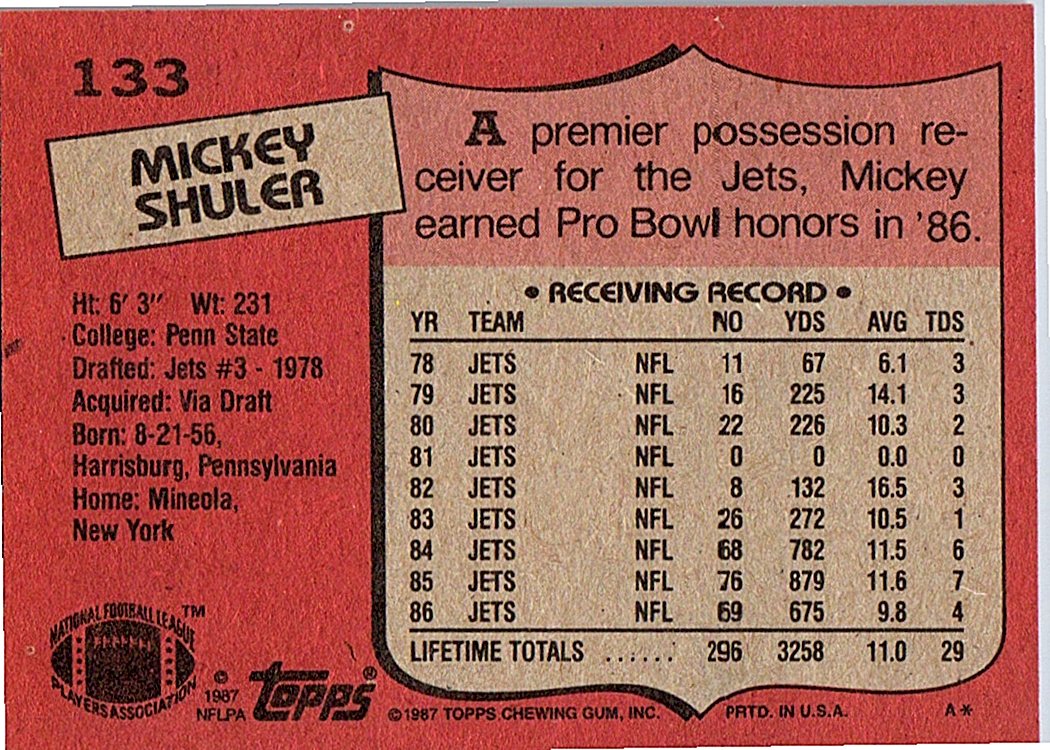 133
MICKEY
SHULER
A premier possession re-
ceiver for the Jets, Mickey
earned Pro Bowl honors in '86.
Ht: 6' 3" Wt: 231
College: Penn State
Drafted: Jets #3 - 1978
Acquired: Via Draft
Born: 8-21-56,
Harrisburg, Pennsylvania
Home: Mineola,
New York
• RECEIVING RECORD •
YR TEAM NO YDS AVG TDS
78 JETS NFL 11 67 6.1 3
79 JETS NFL 16 225 14.1 3
80 JETS NFL 22 226 10.3 2
81 JETS NFL 0 0 0.0 0
82 JETS NFL 8 132 16.5 3
83 JETS NFL 26 272 10.5 1
84 JETS NFL 68 782 11.5 6
85 JETS NFL 76 879 11.6 7
86 JETS NFL 69 675 9.8 4
LIFETIME TOTALS ...... 296 3258 11.0 29
NATIONAL FOOTBALL LEAGUE ™
PLAYERS ASSOCIATION
©
1987
NFLPA
topps®
©1987 TOPPS CHEWING GUM, INC. PRTD. IN U.S.A. A*